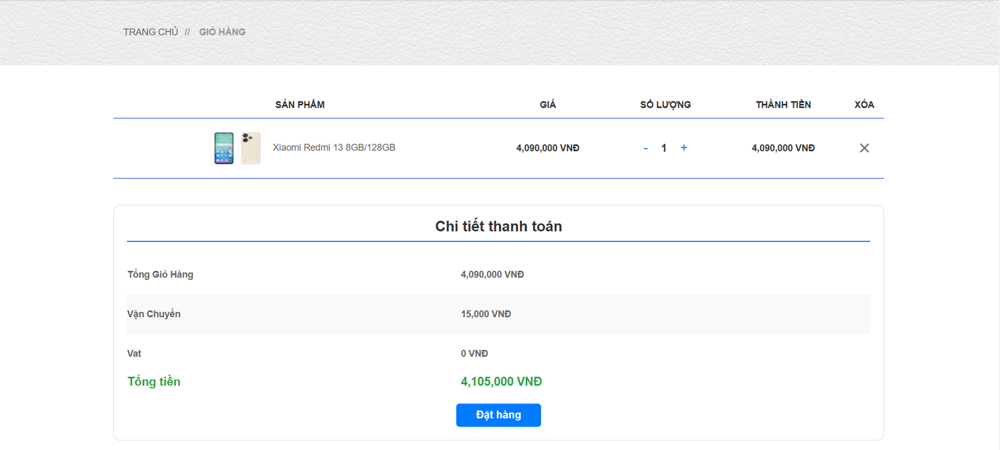 TRANG CHỦ // GIỎ HÀNG
SẢN PHẨM GIÁ SỐ LƯỢNG THÀNH TIỀN XÓA
Xiaomi Redmi 13 8GB/128GB 4,090,000 VNĐ - 1 + 4,090,000 VNĐ
Chi tiết thanh toán
Tổng Giỏ Hàng 4,090,000 VNĐ
Vận Chuyển 15,000 VNĐ
Vat 0 VNĐ
Tổng tiền 4,105,000 VNĐ
Đặt hàng